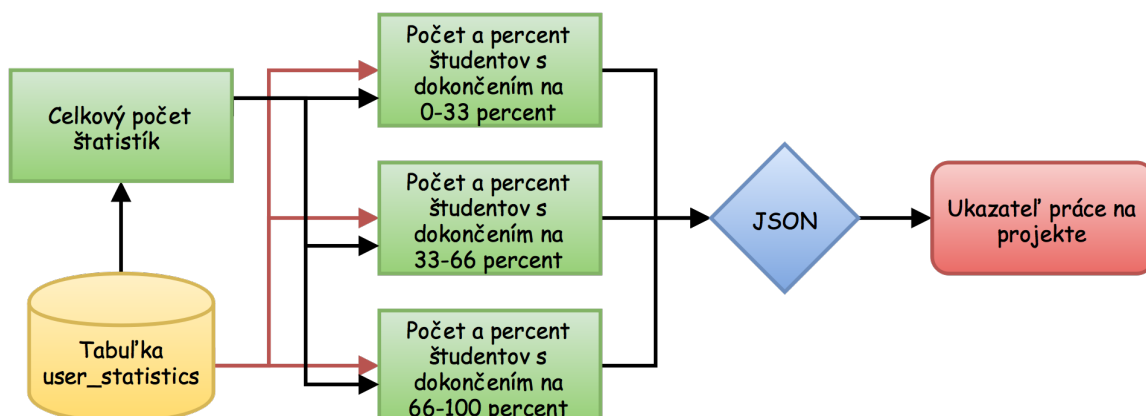 Celkový počet
štatistík
Tabuľka
user_statistics
Počet a percent
študentov s
dokončením na
0-33 percent
Počet a percent
študentov s
dokončením na
33-66 percent
Počet a percent
študentov s
dokončením na
66-100 percent
JSON
Ukazateľ práce na
projekte